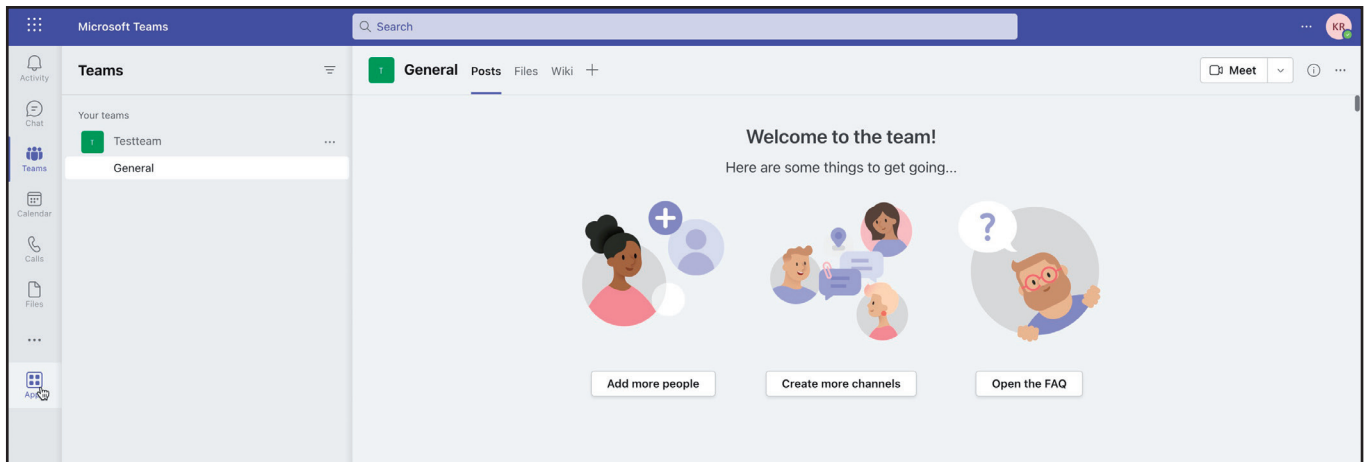 Microsoft Teams
Search
KR
Activity
Chat
Teams
Calendar
Calls
Files
Teams
Your teams
T Testteam
General
T General Posts Files Wiki
Meet
Welcome to the team!
Here are some things to get going...
?
Add more people
Create more channels
Open the FAQ